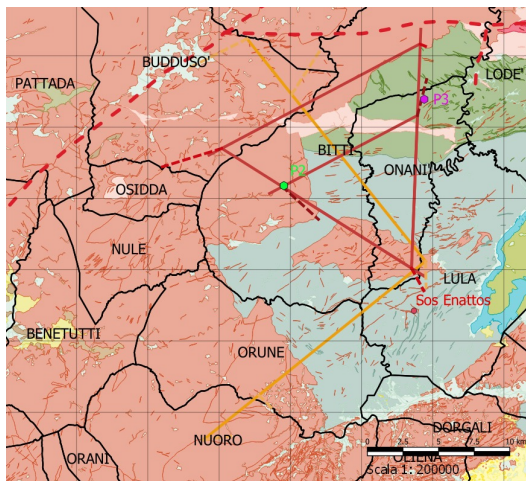 BUDDUSO'
PATTADA
LODE'
P3
BITTI
ONANI'
P2
OSIDDA
NULE
LULA
Sos Enattos
BENETUTTI
ORUNE
NUORO
DORGALI
ORANI
OLIENA
0 2.5 5 7.5 10 km
Scala 1: 200000